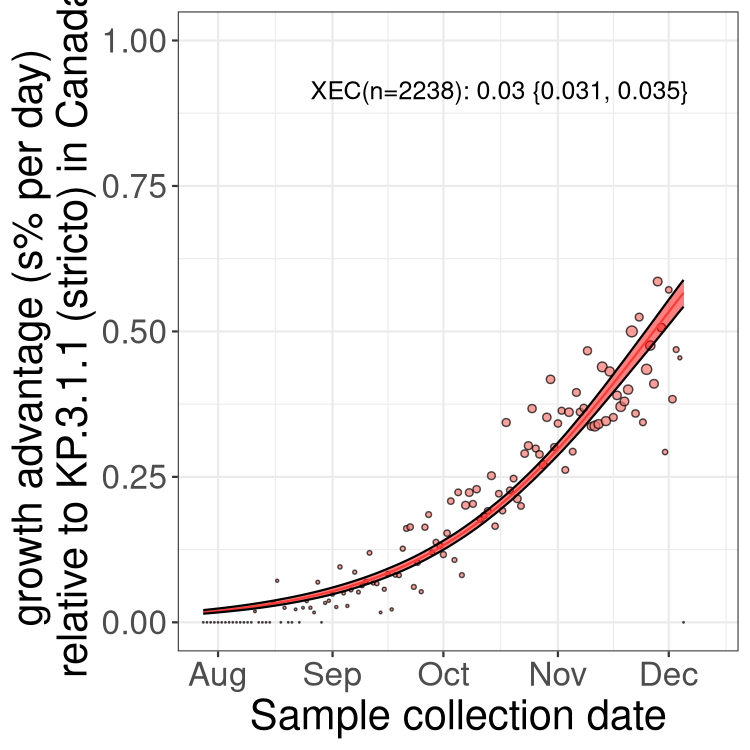 growth advantage (s% per day)
relative to KP.3.1.1 (stricto) in Canada
1.00
XEC(n=2238): 0.03 {0.031, 0.035}
0.75
0.50
0.25
0.00
Aug Sep Oct Nov Dec
Sample collection date